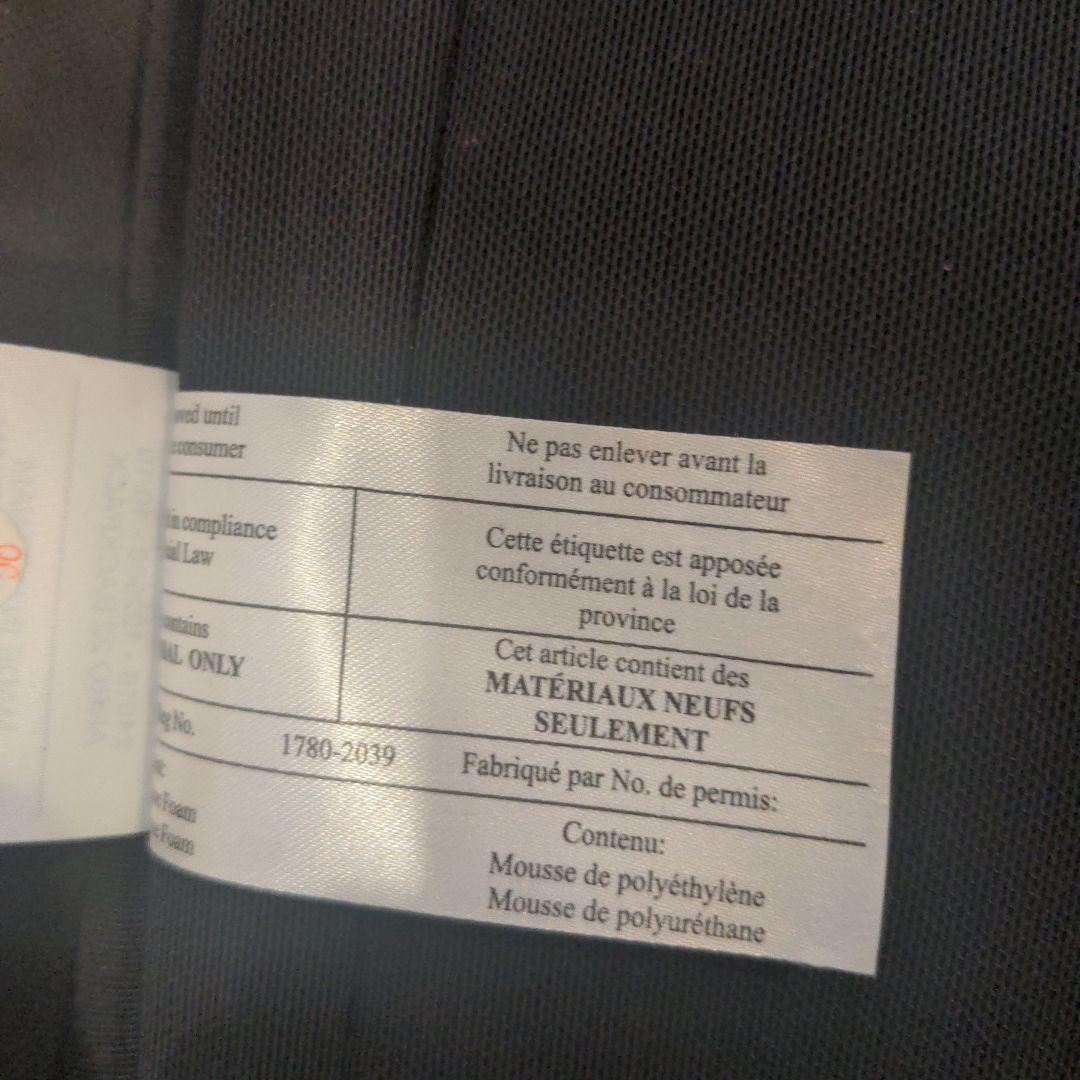 until
consumer
Ne pas enlever avant la
livraison au consommateur
in compliance
Law
Cette étiquette est apposée
conformément à la loi de la
province
ONLY
Cet article contient des
MATÉRIAUX NEUFS
SEULEMENT
No.
1780-2039
Fabriqué par No. de permis:
Foam
Foam
Contenu:
Mousse de polyéthylène
Mousse de polyuréthane